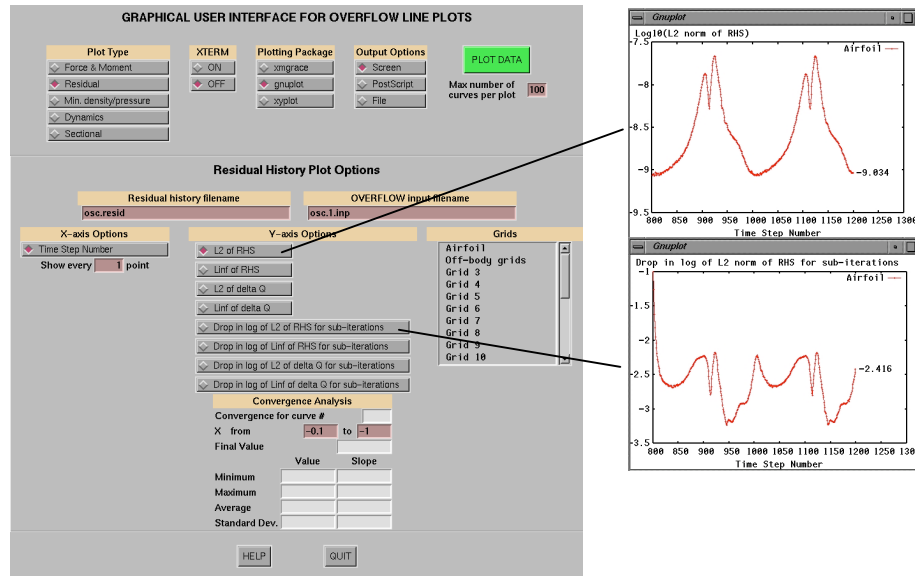 GRAPHICAL USER INTERFACE FOR OVERFLOW LINE PLOTS
Plot Type
Force & Moment
Residual
Min. density/pressure
Dynamics
Sectional
XTERM
ON
OFF
Plotting Package
xmgrace
gnuplot
xyplot
Output Options
Screen
PostScript
File
PLOT DATA
Max number of
curves per plot
100
Residual History Plot Options
Residual history filename
osc.resid
OVERFLOW input filename
osc.1.inp
X-axis Options
Time Step Number
Show every 1 point
Y-axis Options
L2 of RHS
Linf of RHS
L2 of delta Q
Linf of delta Q
Drop in log of L2 of RHS for sub-iterations
Drop in log of Linf of RHS for sub-iterations
Drop in log of L2 of delta Q for sub-iterations
Drop in log of Linf of delta Q for sub-iterations
Grids
Airfoil
Off-body grids
Grid 3
Grid 4
Grid 5
Grid 6
Grid 7
Grid 8
Grid 9
Grid 10
Convergence Analysis
Convergence for curve #
X from -0.1 to -1
Final Value
Value Slope
Minimum
Maximum
Average
Standard Dev.
HELP QUIT
Gnuplot
Log10(L2 norm of RHS)
-7.5
Airfoil
-8.5
-9
-9.034
-9.5
800 850 900 950 1000 1050 1100 1150 1200 1250 1300
Time Step Number
Gnuplot
Drop in log of L2 norm of RHS for sub-iterations
-1
Airfoil
-1.5
-2
-2.5
-2.416
-3
-3.5
800 850 900 950 1000 1050 1100 1150 1200 1250 130
Time Step Number